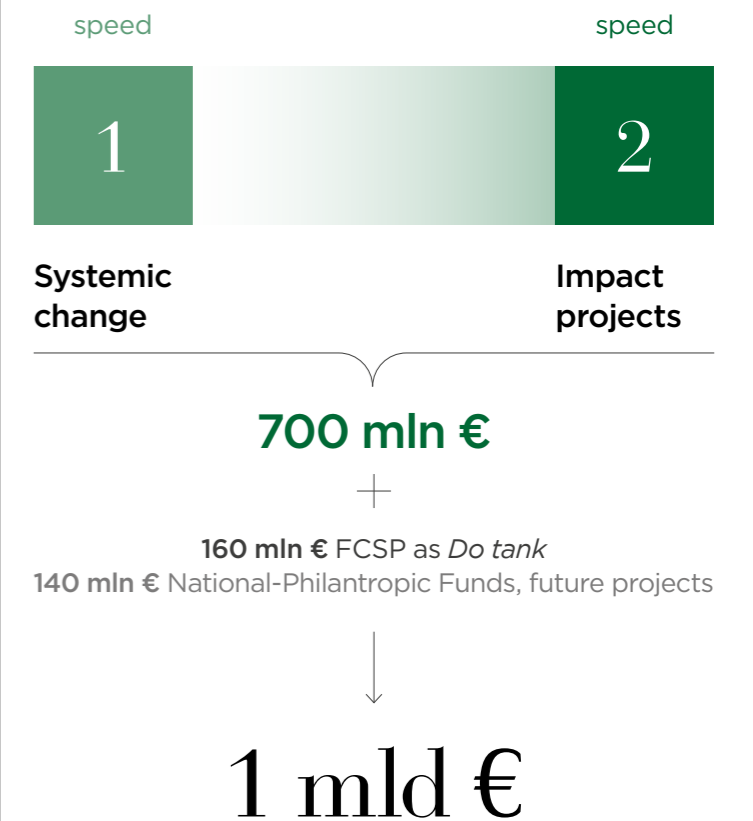 speed
speed
1
2
Systemic
change
Impact
projects
700 mln €
+
160 mln € FCSP as Do tank
140 mln € National-Philantropic Funds, future projects
1 mld €